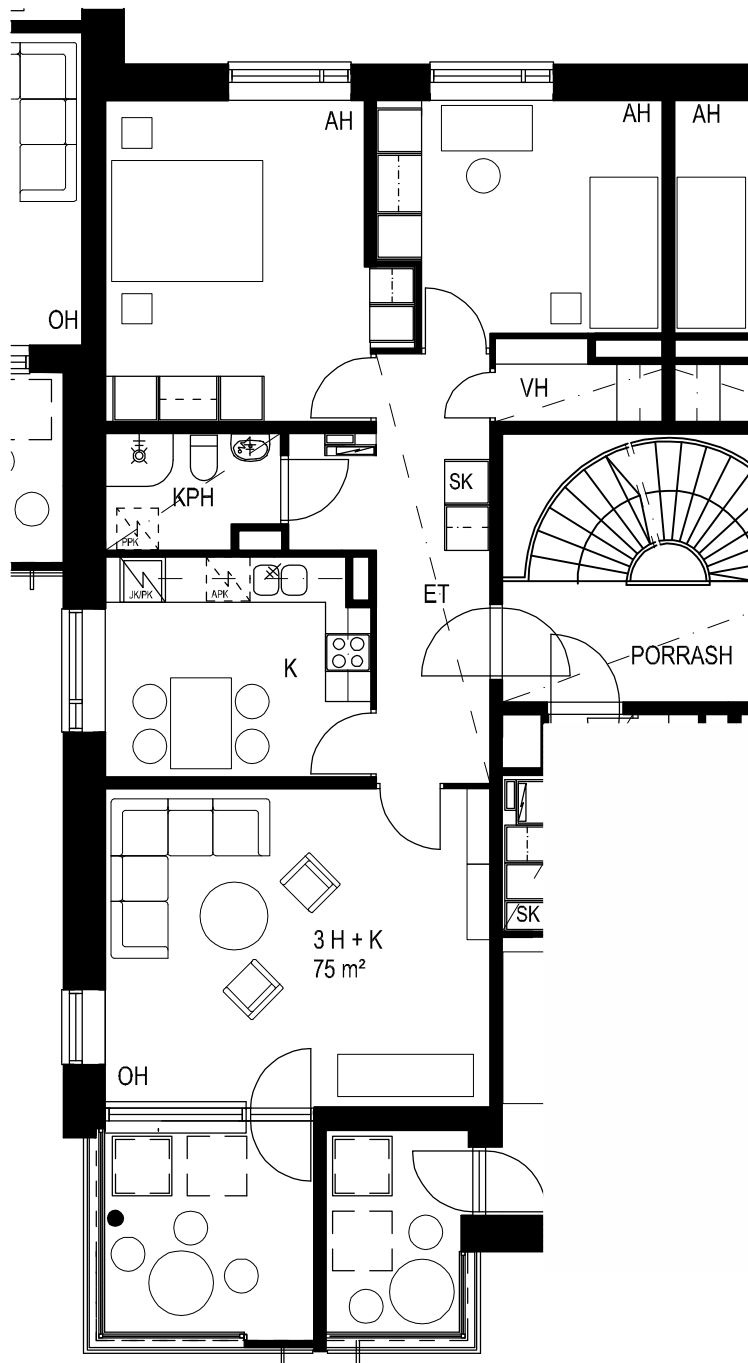 AH
AH
AH
OH
VH
KPH
SK
PPK
JK/PK
APK
ET
K
PORRASH
3 H + K
75 m²
SK
OH